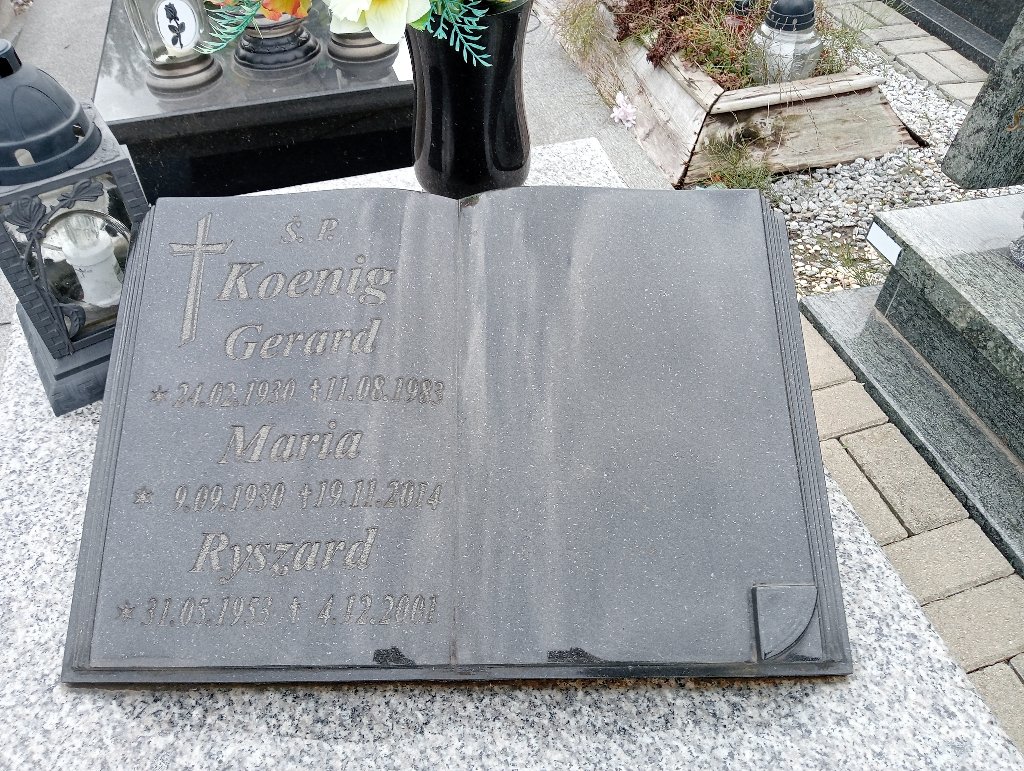 Ś. P.
Koenig
Gerard
* 24.02.1930 †11.08.1983
Maria
* 9.09.1930 †19.11.2014
Ryszard
* 31.05.1953 † 4.12.2001